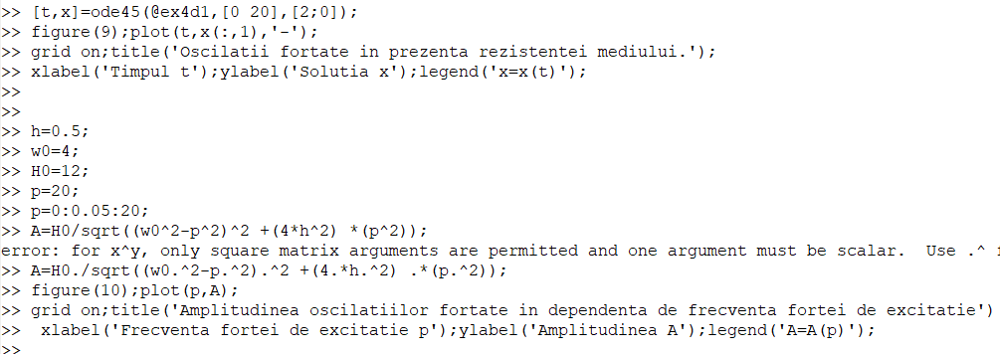 >> [t,x]=ode45(@ex4d1,[0 20],[2;0]);
>> figure(9);plot(t,x(:,1),'-');
>> grid on;title('Oscilatii fortate in prezenta rezistentei mediului.');
>> xlabel('Timpul t');ylabel('Solutia x');legend('x=x(t)');
>>
>>
>> h=0.5;
>> w0=4;
>> H0=12;
>> p=20;
>> p=0:0.05:20;
>> A=H0/sqrt((w0^2-p^2)^2 +(4*h^2) *(p^2));
error: for x^y, only square matrix arguments are permitted and one argument must be scalar.  Use .^
>> A=H0./sqrt((w0.^2-p.^2).^2 +(4.*h.^2) .*(p.^2));
>> figure(10);plot(p,A);
>> grid on;title('Amplitudinea oscilatiilor fortate in dependenta de frecventa fortei de excitatie')
>>  xlabel('Frecventa fortei de excitatie p');ylabel('Amplitudinea A');legend('A=A(p)');
>>